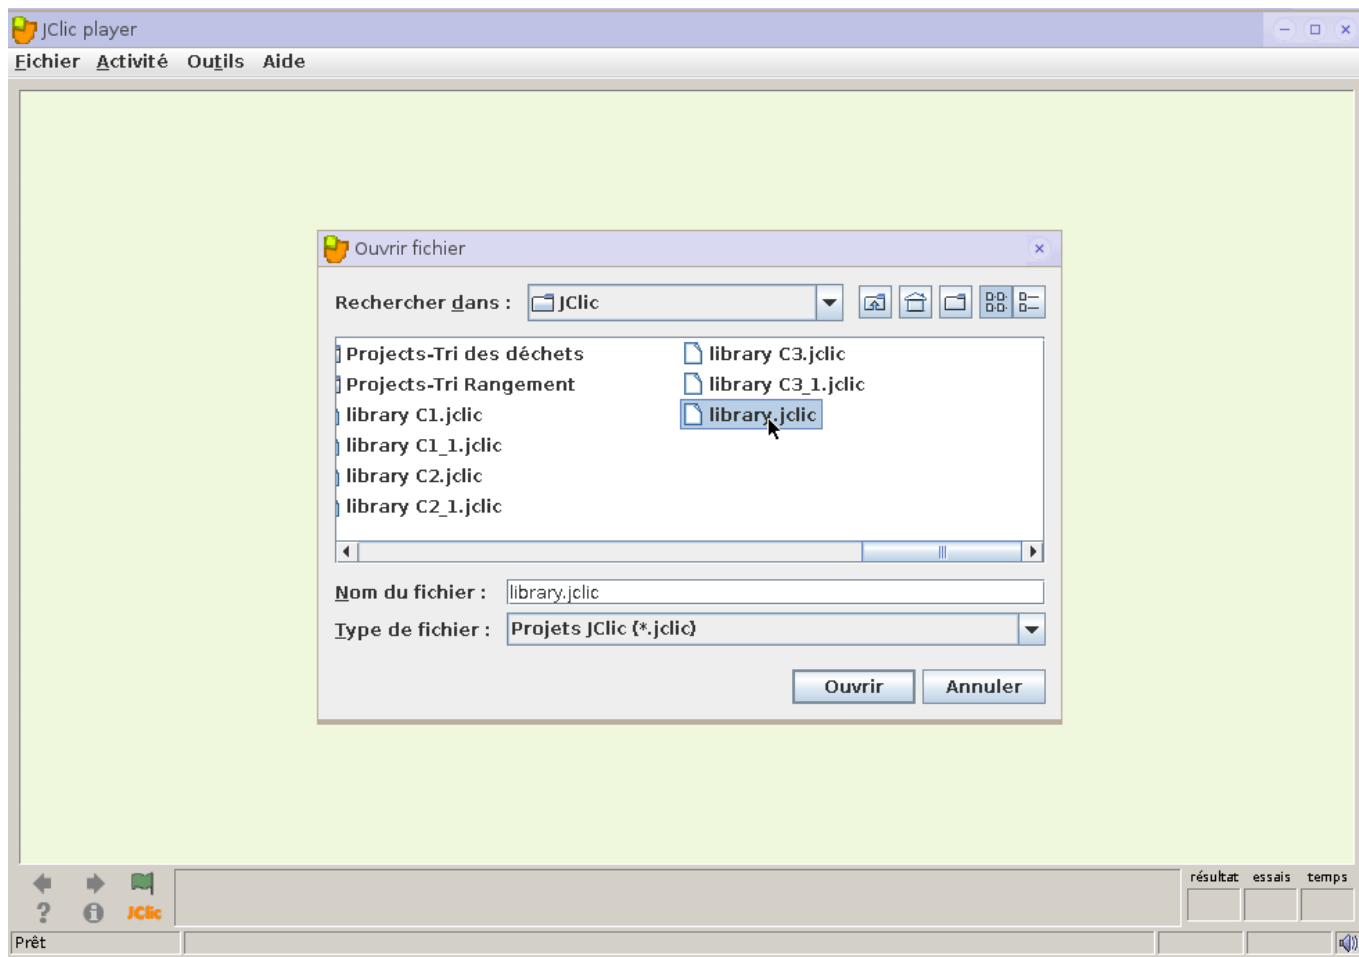 JClic player
Fichier Activité Outils Aide
Ouvrir fichier
Rechercher dans : JClic
Projects-Tri des déchets
Projects-Tri Rangement
library C1.jclic
library C1_1.jclic
library C2.jclic
library C2_1.jclic
library C3.jclic
library C3_1.jclic
library.jclic
Nom du fichier : library.jclic
Type de fichier : Projets JClic (*.jclic)
Ouvrir Annuler
résultat essais temps
JClic
Prêt